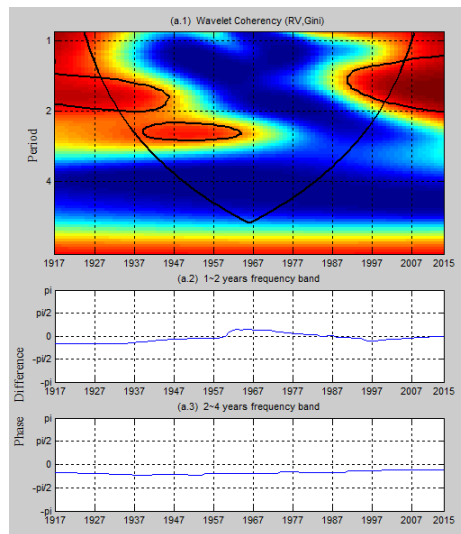 (a.1) Wavelet Coherency (RV,Gini)
1
2
4
Period
1917 1927 1937 1947 1957 1967 1977 1987 1997 2007 2015
(a.2) 1~2 years frequency band
pi
pi/2
0
-pi/2
-pi
1917 1927 1937 1947 1957 1967 1977 1987 1997 2007 2015
Phase Difference
(a.3) 2~4 years frequency band
pi
pi/2
0
-pi/2
-pi
1917 1927 1937 1947 1957 1967 1977 1987 1997 2007 2015